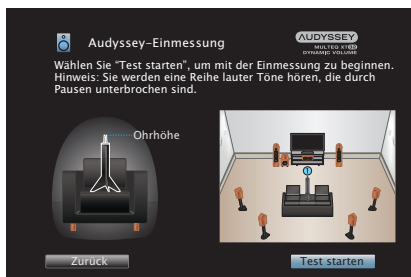 Audyssey-Einmessung
AUDYSSEY
MULTEQ XT32
DYNAMIC VOLUME
Wählen Sie “Test starten”, um mit der Einmessung zu beginnen.
Hinweis: Sie werden eine Reihe lauter Töne hören, die durch
Pausen unterbrochen sind.
Ohrhöhe
Zurück
Test starten